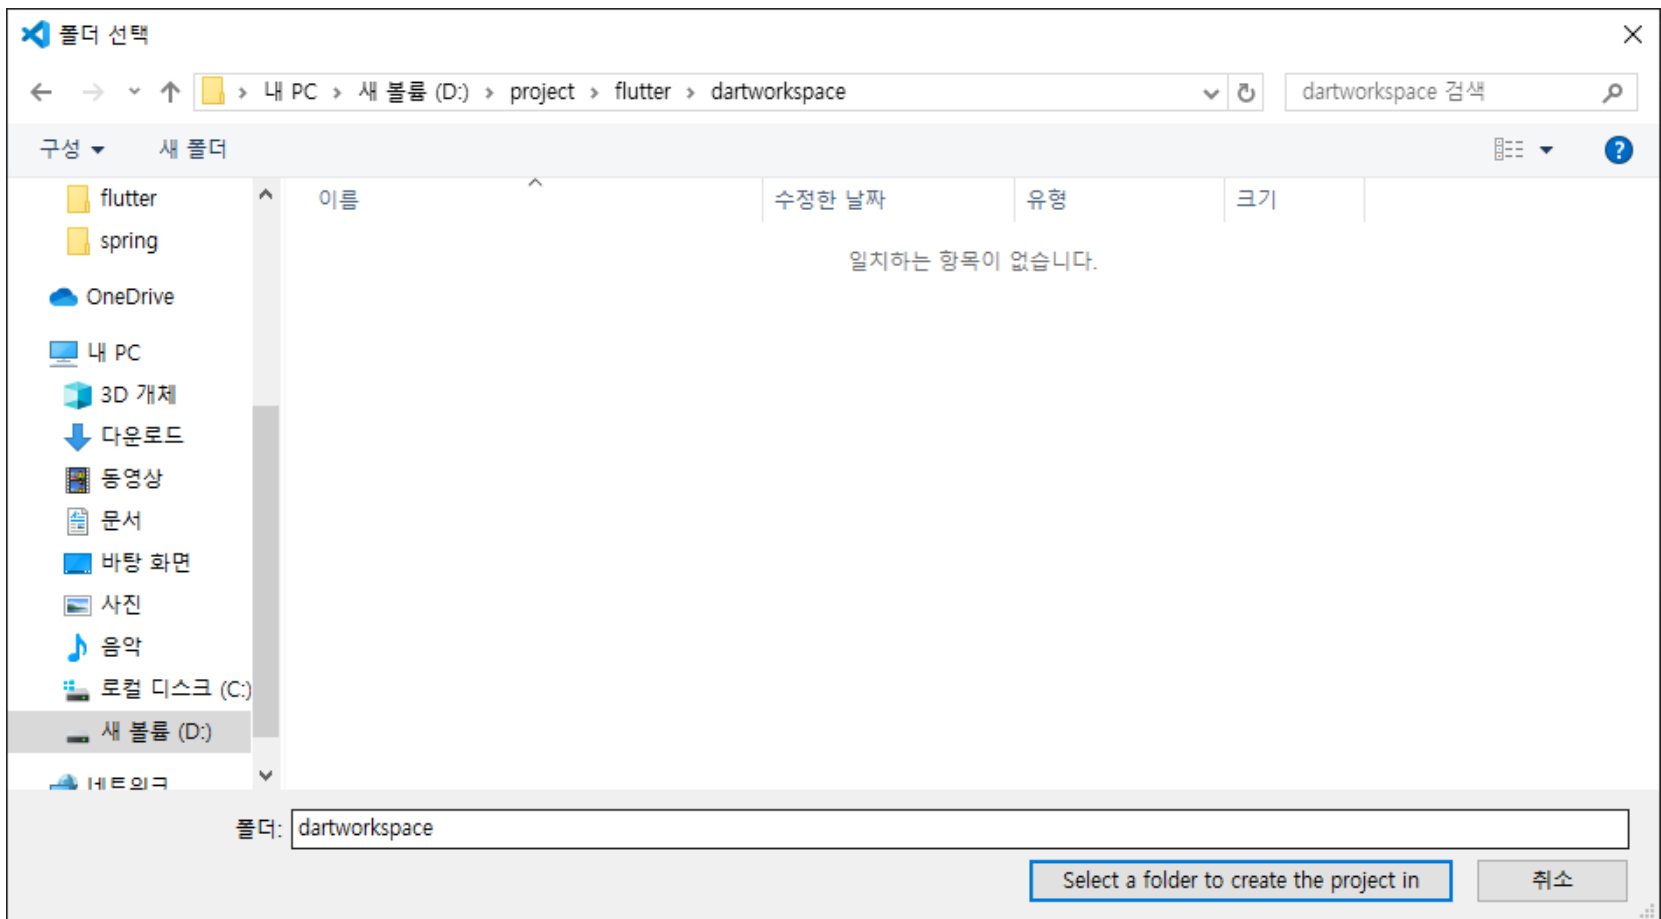 폴더 선택
내 PC > 새 볼륨 (D:) > project > flutter > dartworkspace
dartworkspace 검색
구성
새 폴더
flutter
spring
OneDrive
내 PC
3D 개체
다운로드
동영상
문서
바탕 화면
사진
음악
로컬 디스크 (C:)
새 볼륨 (D:)
네트워크
이름 수정한 날짜 유형 크기
일치하는 항목이 없습니다.
폴더: dartworkspace
Select a folder to create the project in
취소